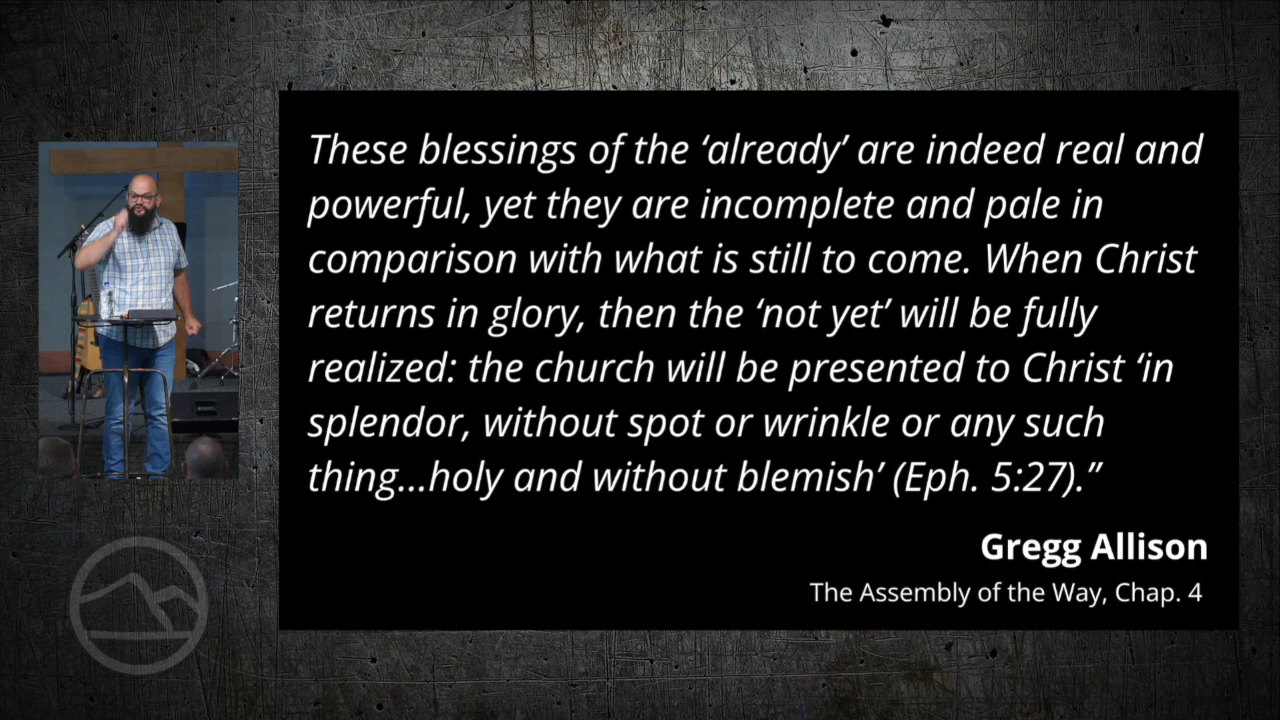 These blessings of the ‘already’ are indeed real and
powerful, yet they are incomplete and pale in
comparison with what is still to come. When Christ
returns in glory, then the ‘not yet’ will be fully
realized: the church will be presented to Christ ‘in
splendor, without spot or wrinkle or any such
thing...holy and without blemish’ (Eph. 5:27).”
Gregg Allison
The Assembly of the Way, Chap. 4